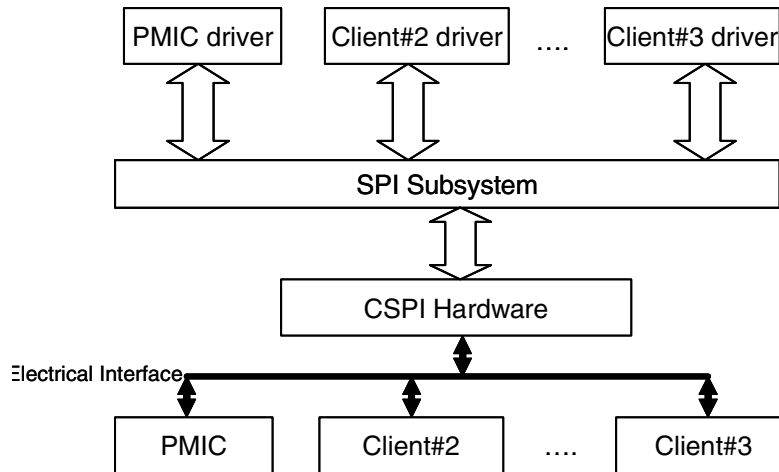 PMIC driver
Client#2 driver
....
Client#3 driver
SPI Subsystem
CSPI Hardware
Electrical Interface
PMIC
Client#2
....
Client#3